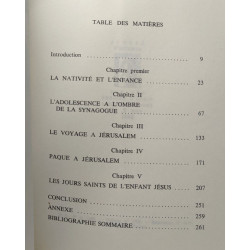 TABLE DES MATIÈRES
Introduction 9
Chapitre premier
LA NATIVITÉ ET L'ENFANCE 23
Chapitre II
L'ADOLESCENCE A L'OMBRE
DE LA SYNAGOGUE 67
Chapitre III
LE VOYAGE A JÉRUSALEM 133
Chapitre IV
PAQUE A JÉRUSALEM 171
Chapitre V
LES JOURS SAINTS DE L'ENFANT JÉSUS 207
CONCLUSION 251
ANNEXE 259
BIBLIOGRAPHIE SOMMAIRE 261